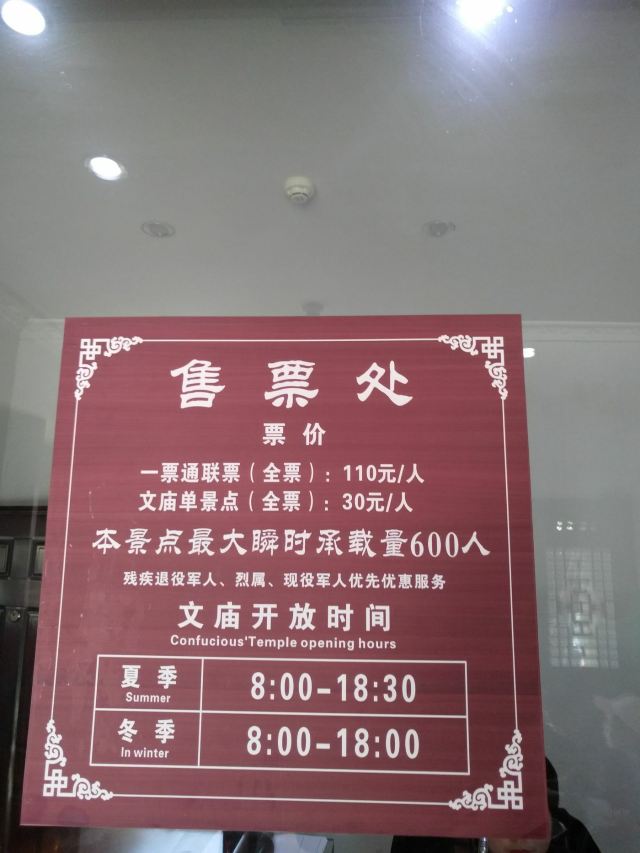 售票处
票价
一票通联票（全票）：110元/人
文庙单景点（全票）：30元/人
本景点最大瞬时承载量600人
残疾退役军人、烈属、现役军人优先优惠服务
文庙开放时间
Confucious'Temple opening hours
夏季 8:00-18:30
Summer
冬季 8:00-18:00
In winter